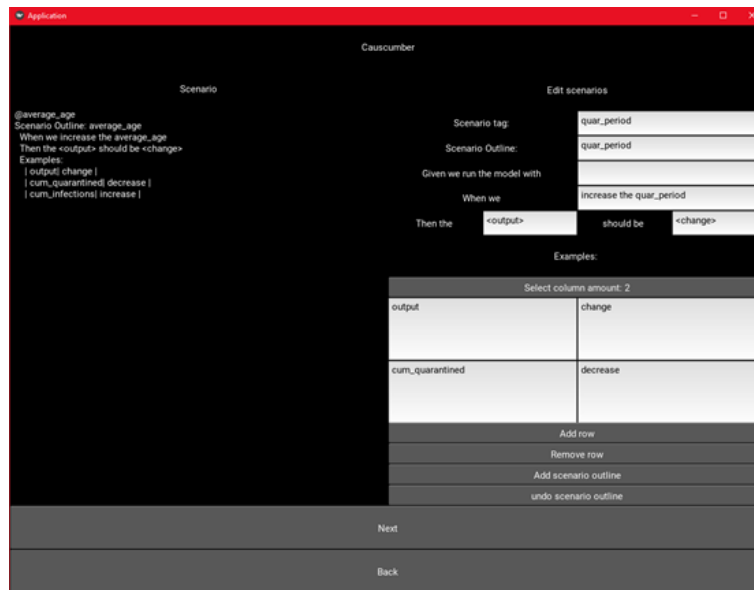 Application
Causcumber
Scenario
@average_age
Scenario Outline: average_age
When we increase the average_age
Then the <output> should be <change>
Examples:
| output| change |
| cum_quarantined| decrease |
| cum_infections| increase |
Edit scenarios
Scenario tag: quar_period
Scenario Outline: quar_period
Given we run the model with
When we increase the quar_period
Then the <output> should be <change>
Examples:
Select column amount: 2
output change
cum_quarantined decrease
Add row
Remove row
Add scenario outline
undo scenario outline
Next
Back